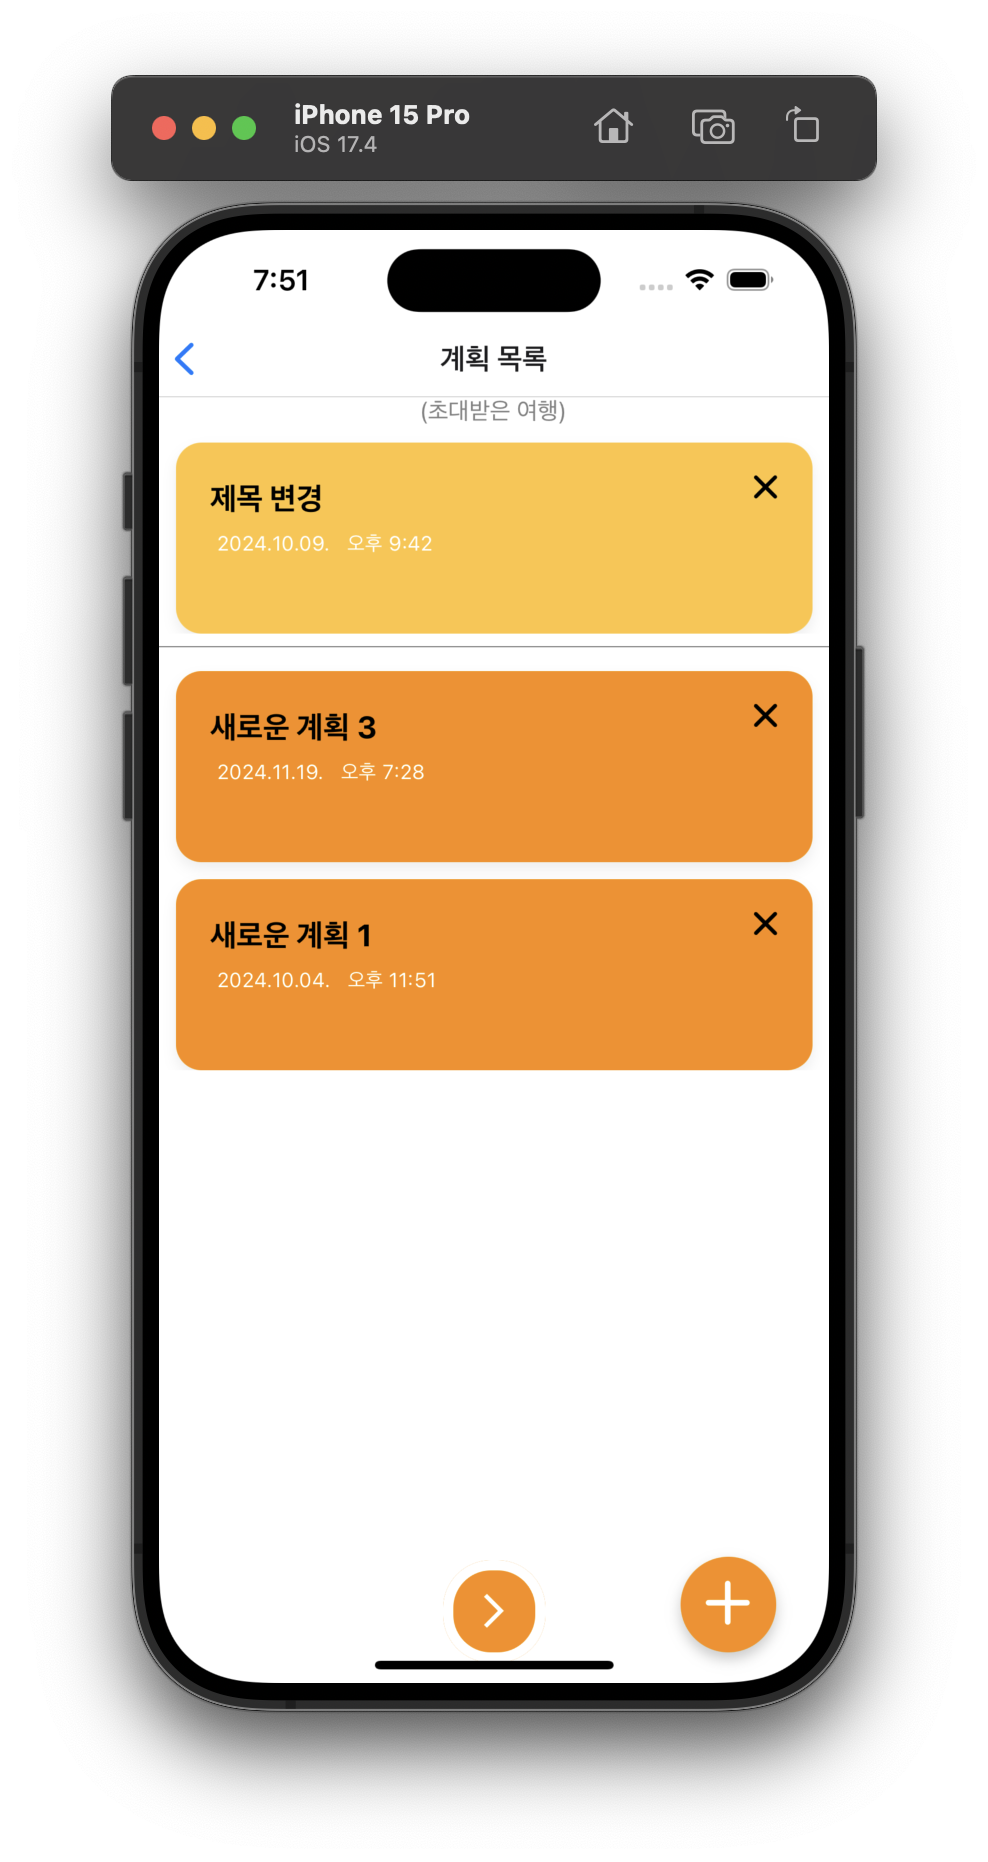 iPhone 15 Pro
iOS 17.4
7:51
계획 목록
(초대받은 여행)
제목 변경
2024.10.09. 오후 9:42
새로운 계획 3
2024.11.19. 오후 7:28
새로운 계획 1
2024.10.04. 오후 11:51